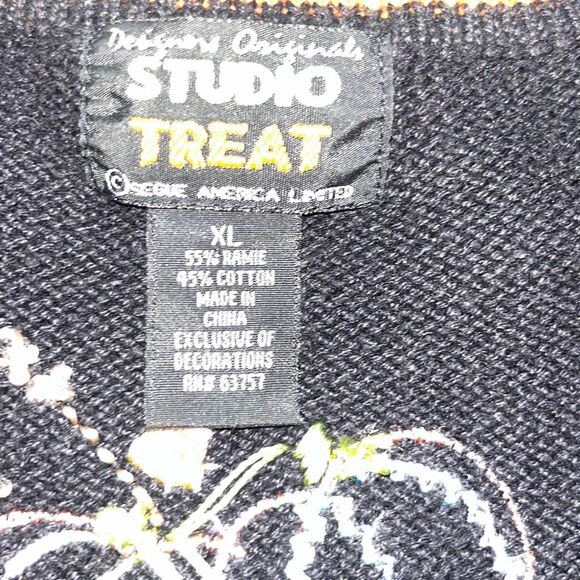 Designers Originals
STUDIO
TREAT
©SEGUE AMERICA LIMITED
XL
55% RAMIE
45% COTTON
MADE IN
CHINA
EXCLUSIVE OF
DECORATIONS
RN# 63757